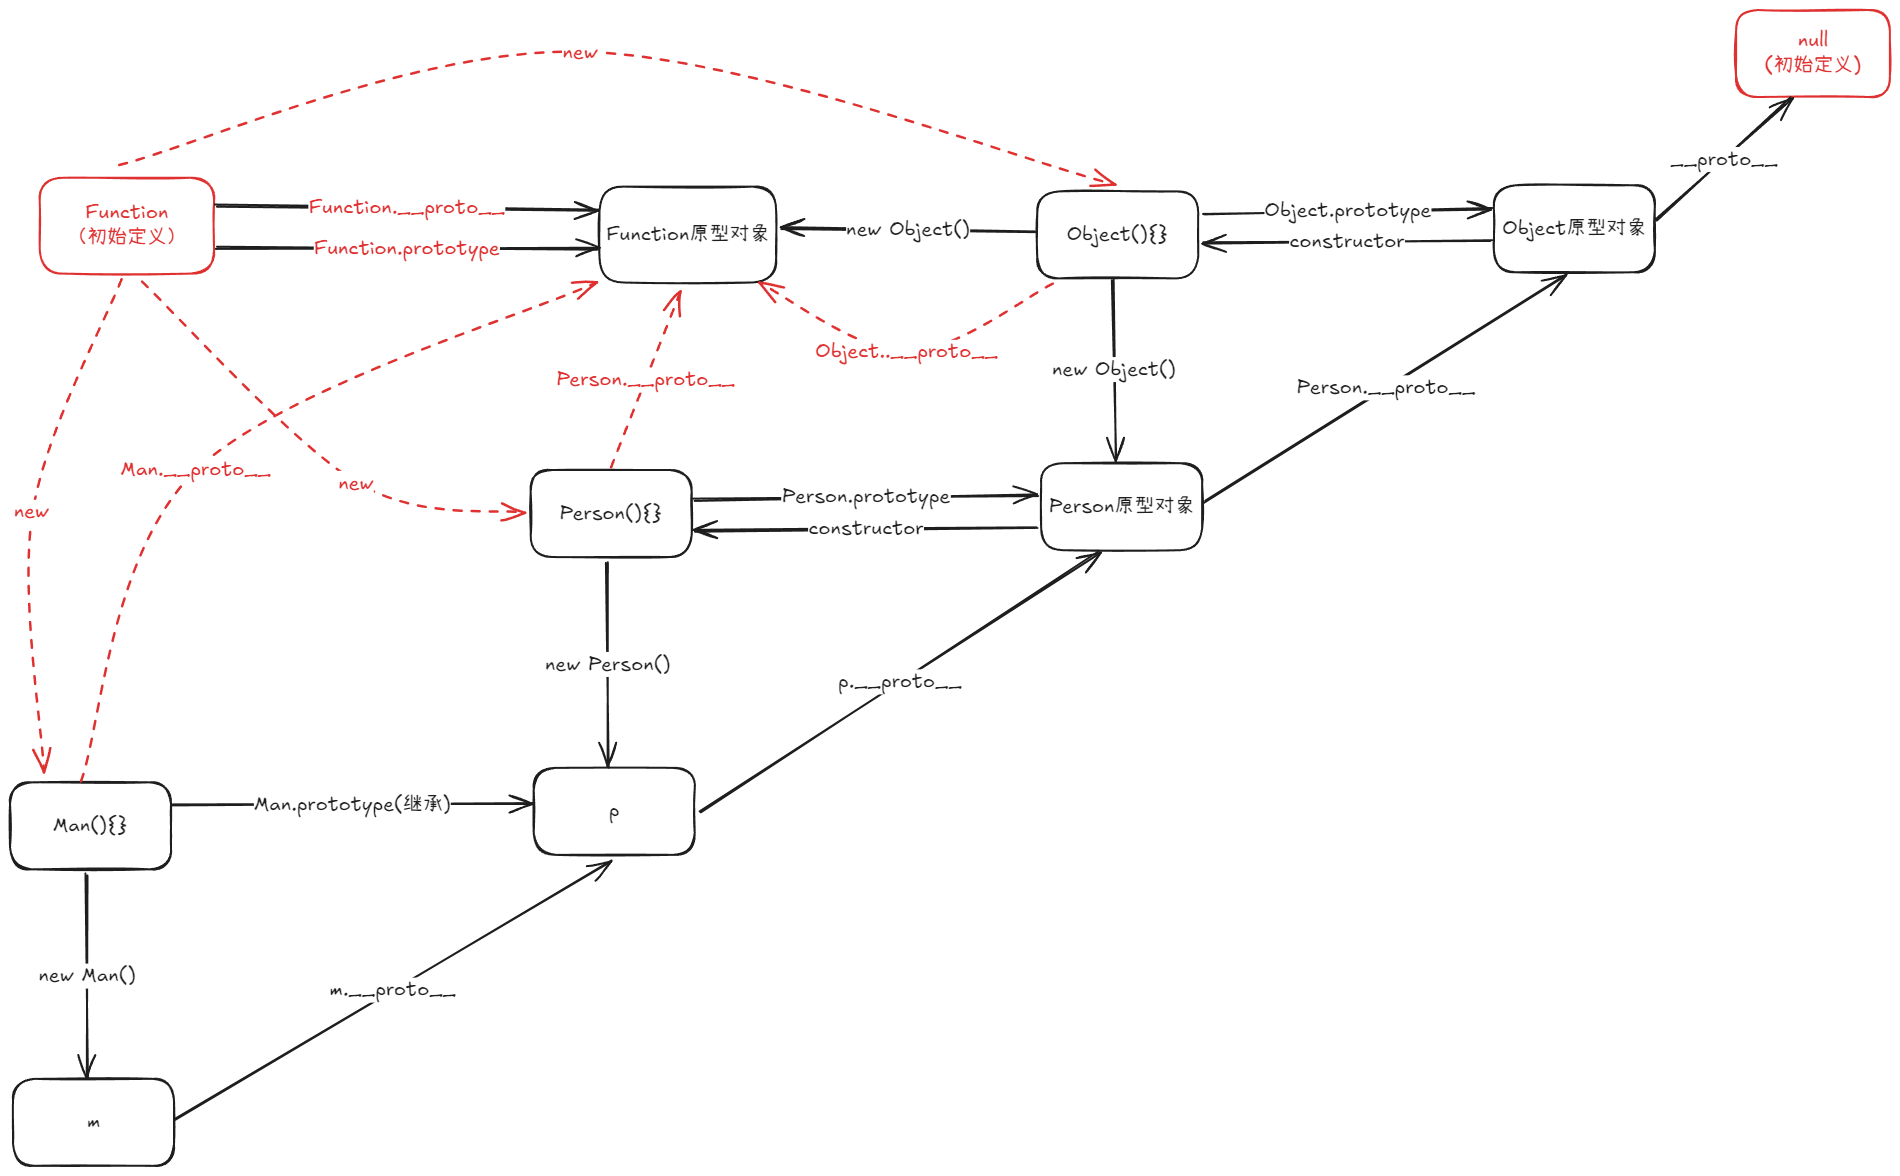 new
null
(初始定义)
__proto__
Function
(初始定义)
Function.__proto__
Function.prototype
Function原型对象
new Object()
Object(){}
Object.prototype
constructor
Object原型对象
Object..__proto__
new Object()
Person.__proto__
Person.__proto__
Man.__proto__
new
new
Person(){}
Person.prototype
constructor
Person原型对象
new Person()
p.__proto__
Man(){}
Man.prototype(继承)
p
new Man()
m.__proto__
m